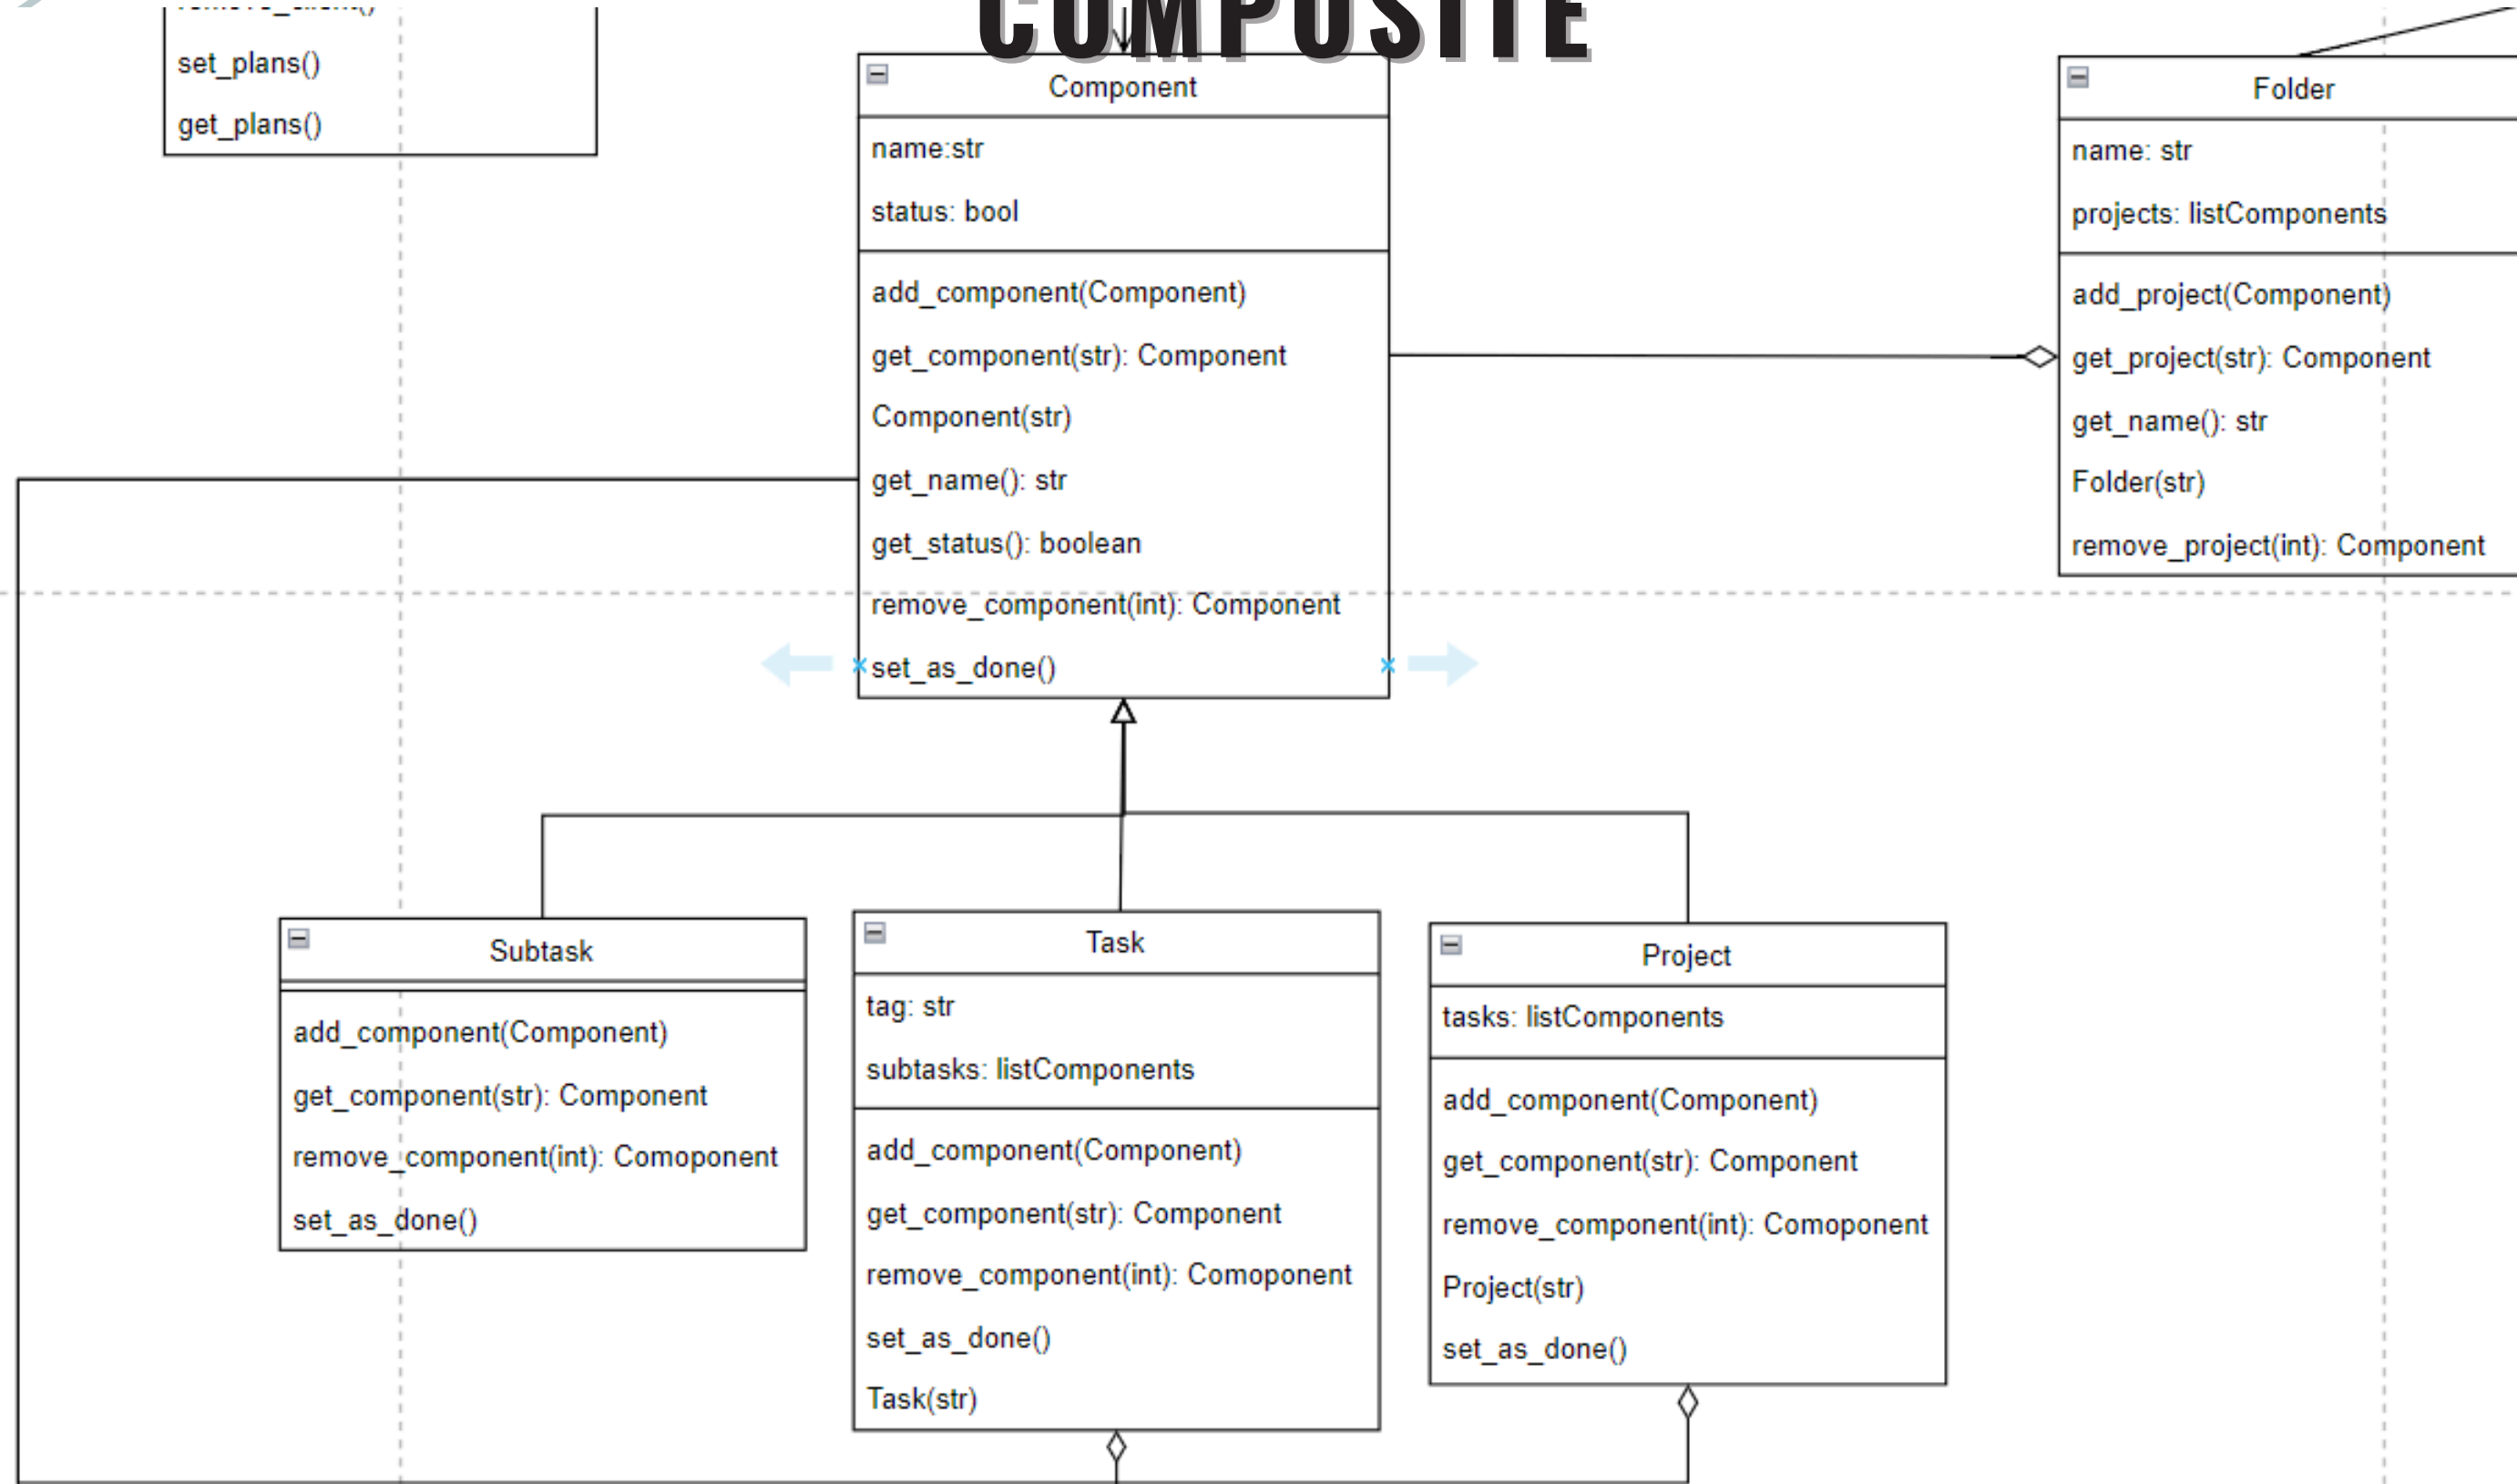 COMPOSITE
set_plans()
get_plans()
Component
name:str
status: bool
add_component(Component)
get_component(str): Component
Component(str)
get_name(): str
get_status(): boolean
remove_component(int): Component
set_as_done()
Folder
name: str
projects: listComponents
add_project(Component)
get_project(str): Component
get_name(): str
Folder(str)
remove_project(int): Component
Subtask
add_component(Component)
get_component(str): Component
remove_component(int): Comoponent
set_as_done()
Task
tag: str
subtasks: listComponents
add_component(Component)
get_component(str): Component
remove_component(int): Comoponent
set_as_done()
Task(str)
Project
tasks: listComponents
add_component(Component)
get_component(str): Component
remove_component(int): Comoponent
Project(str)
set_as_done()